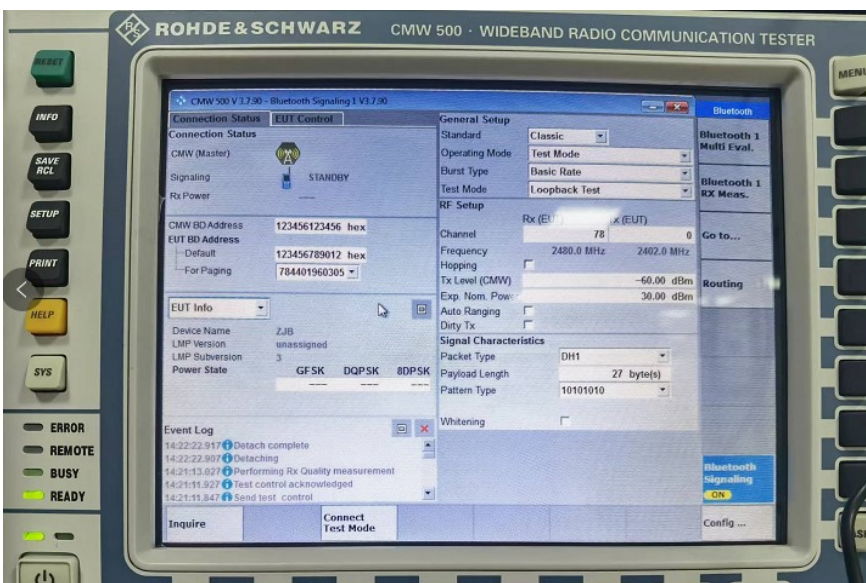 ROHDE & SCHWARZ CMW 500 · WIDEBAND RADIO COMMUNICATION TESTER
RESET
INFO
SAVE
RCL
SETUP
PRINT
HELP
SYS
ERROR
REMOTE
BUSY
READY
MENU
CMW 500 V 3.7.90 - Bluetooth Signaling 1 V3.7.90
Connection Status EUT Control
Connection Status
CMW (Master)
Signaling STANDBY
Rx Power ---
CMW BD Address 123456123456 hex
EUT BD Address
Default 123456789012 hex
For Paging 784401960305
EUT Info
Device Name ZJB
LMP Version unassigned
LMP Subversion 3
Power State GFSK DQPSK 8DPSK
--- --- ---
Event Log
14:22:22.917 Detach complete
14:22:22.907 Detaching
14:21:13.027 Performing Rx Quality measurement
14:21:11.927 Test control acknowledged
14:21:11.847 Send test control
General Setup
Standard Classic
Operating Mode Test Mode
Burst Type Basic Rate
Test Mode Loopback Test
RF Setup
Rx (EUT) (EUT)
Channel 78 0
Frequency 2480.0 MHz 2402.0 MHz
Hopping
Tx Level (CMW) -60.00 dBm
Exp. Nom. 30.00 dBm
Auto Ranging
Dirty Tx
Signal Characteristics
Packet Type DH1
Payload Length 27 byte(s)
Pattern Type 10101010
Whitening
Bluetooth
Bluetooth 1
Multi Eval.
Bluetooth 1
RX Meas.
Go to...
Routing
Bluetooth
Signaling
ON
Config ...
Inquire
Connect
Test Mode